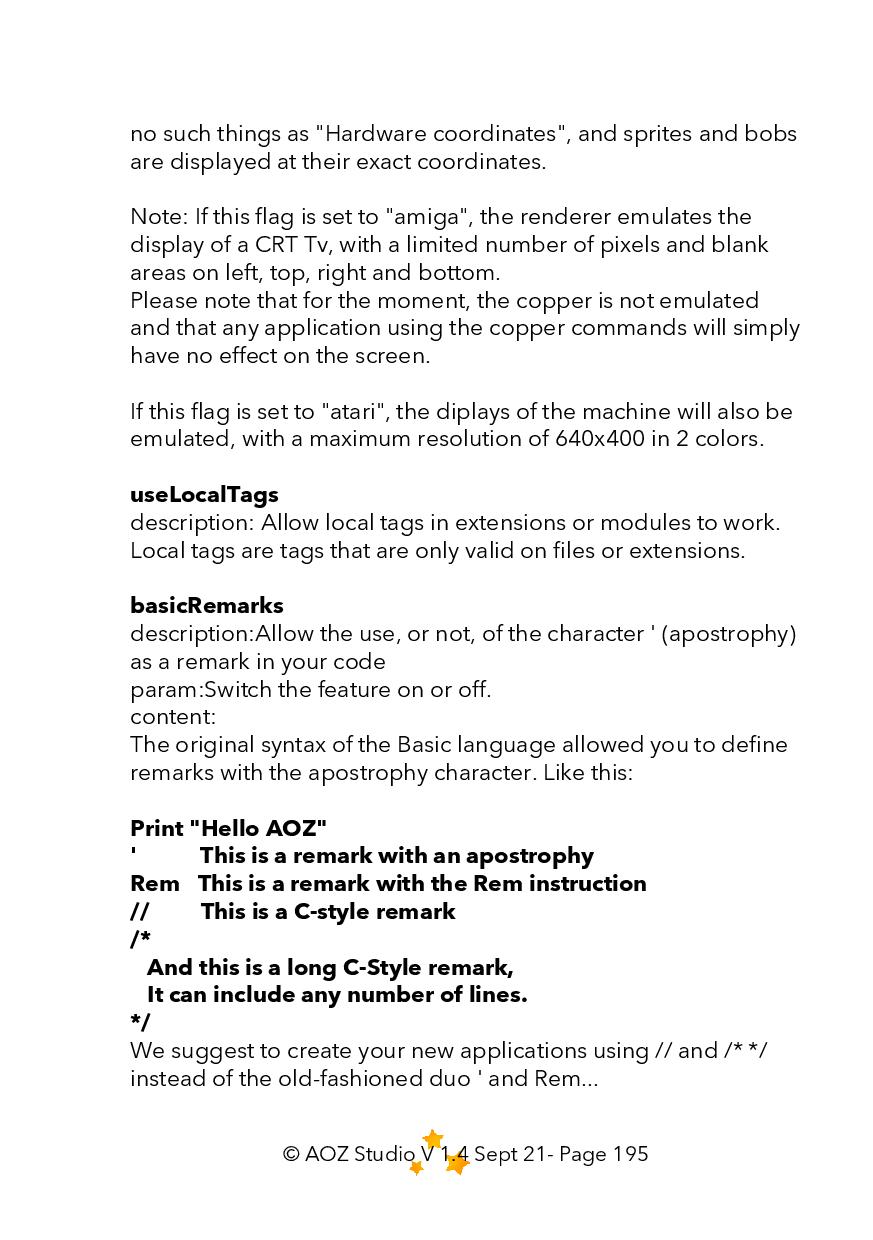 no such things as "Hardware coordinates", and sprites and bobs
are displayed at their exact coordinates.
Note: If this flag is set to "amiga", the renderer emulates the
display of a CRT Tv, with a limited number of pixels and blank
areas on left, top, right and bottom.
Please note that for the moment, the copper is not emulated
and that any application using the copper commands will simply
have no effect on the screen.
If this flag is set to "atari", the diplays of the machine will also be
emulated, with a maximum resolution of 640x400 in 2 colors.
useLocalTags
description: Allow local tags in extensions or modules to work.
Local tags are tags that are only valid on files or extensions.
basicRemarks
description:Allow the use, or not, of the character ' (apostrophy)
as a remark in your code
param:Switch the feature on or off.
content:
The original syntax of the Basic language allowed you to define
remarks with the apostrophy character. Like this:
Print "Hello AOZ"
' This is a remark with an apostrophy
Rem This is a remark with the Rem instruction
// This is a C-style remark
/*
And this is a long C-Style remark,
It can include any number of lines.
*/
We suggest to create your new applications using // and /* */
instead of the old-fashioned duo ' and Rem...
© AOZ Studio V 1.4 Sept 21- Page 195